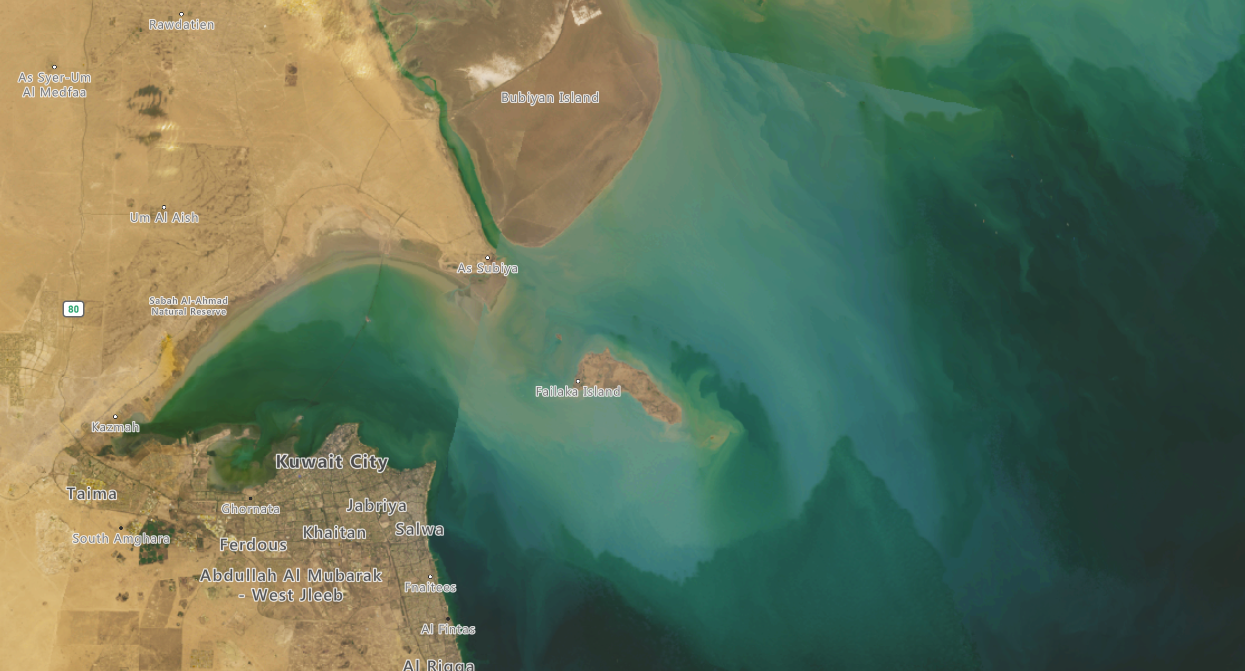 Rawdatien
As Syer-Um
Al Medfaa
Bubiyan Island
Um Al Aish
As Subiya
Sabah Al-Ahmad
Natural Reserve
80
Failaka Island
Kazmah
Kuwait City
Taima
Ghornata
Jabriya
Khaitan
Salwa
South Amghara
Ferdous
Abdullah Al Mubarak
- West Jleeb
Fnaitees
Al Fintas
Al Riqqa